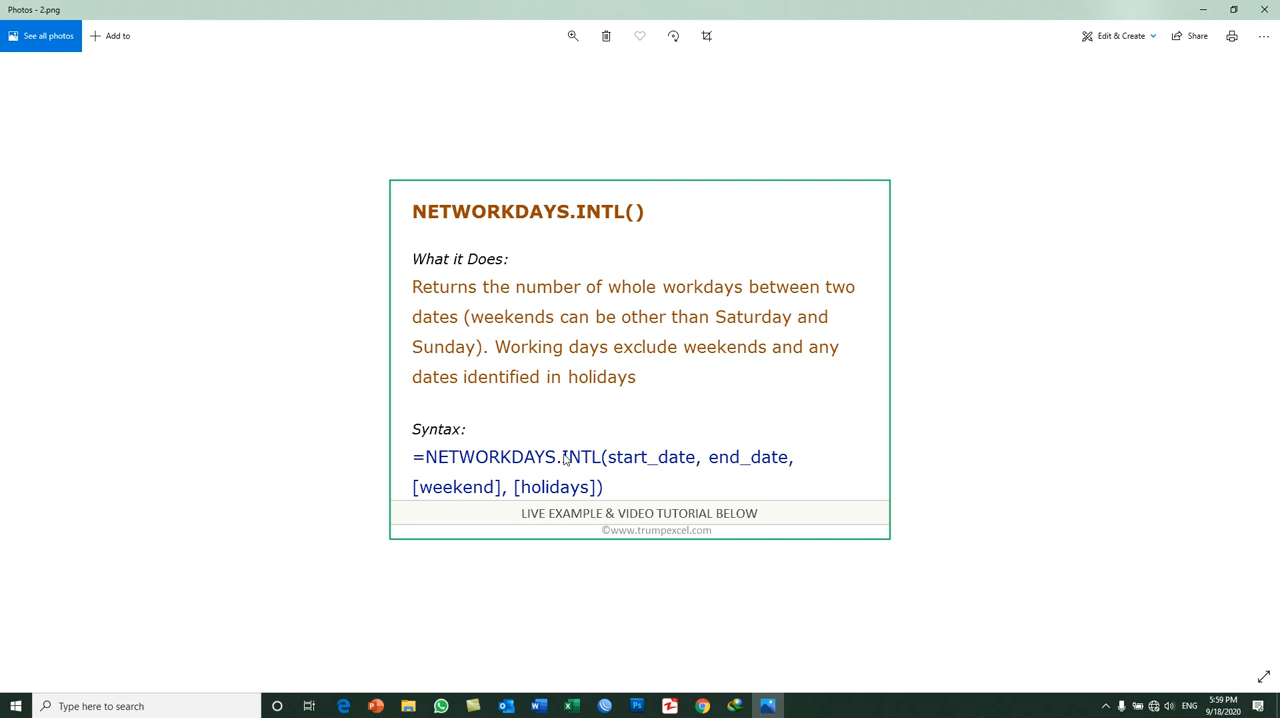 Photos - 2.png
See all photos
Add to
Edit & Create
Share
NETWORKDAYS.INTL()
What it Does:
Returns the number of whole workdays between two
dates (weekends can be other than Saturday and
Sunday). Working days exclude weekends and any
dates identified in holidays
Syntax:
=NETWORKDAYS.INTL(start_date, end_date,
[weekend], [holidays])
LIVE EXAMPLE & VIDEO TUTORIAL BELOW
©www.trumpexcel.com
Type here to search
ENG
5:59 PM
9/18/2020